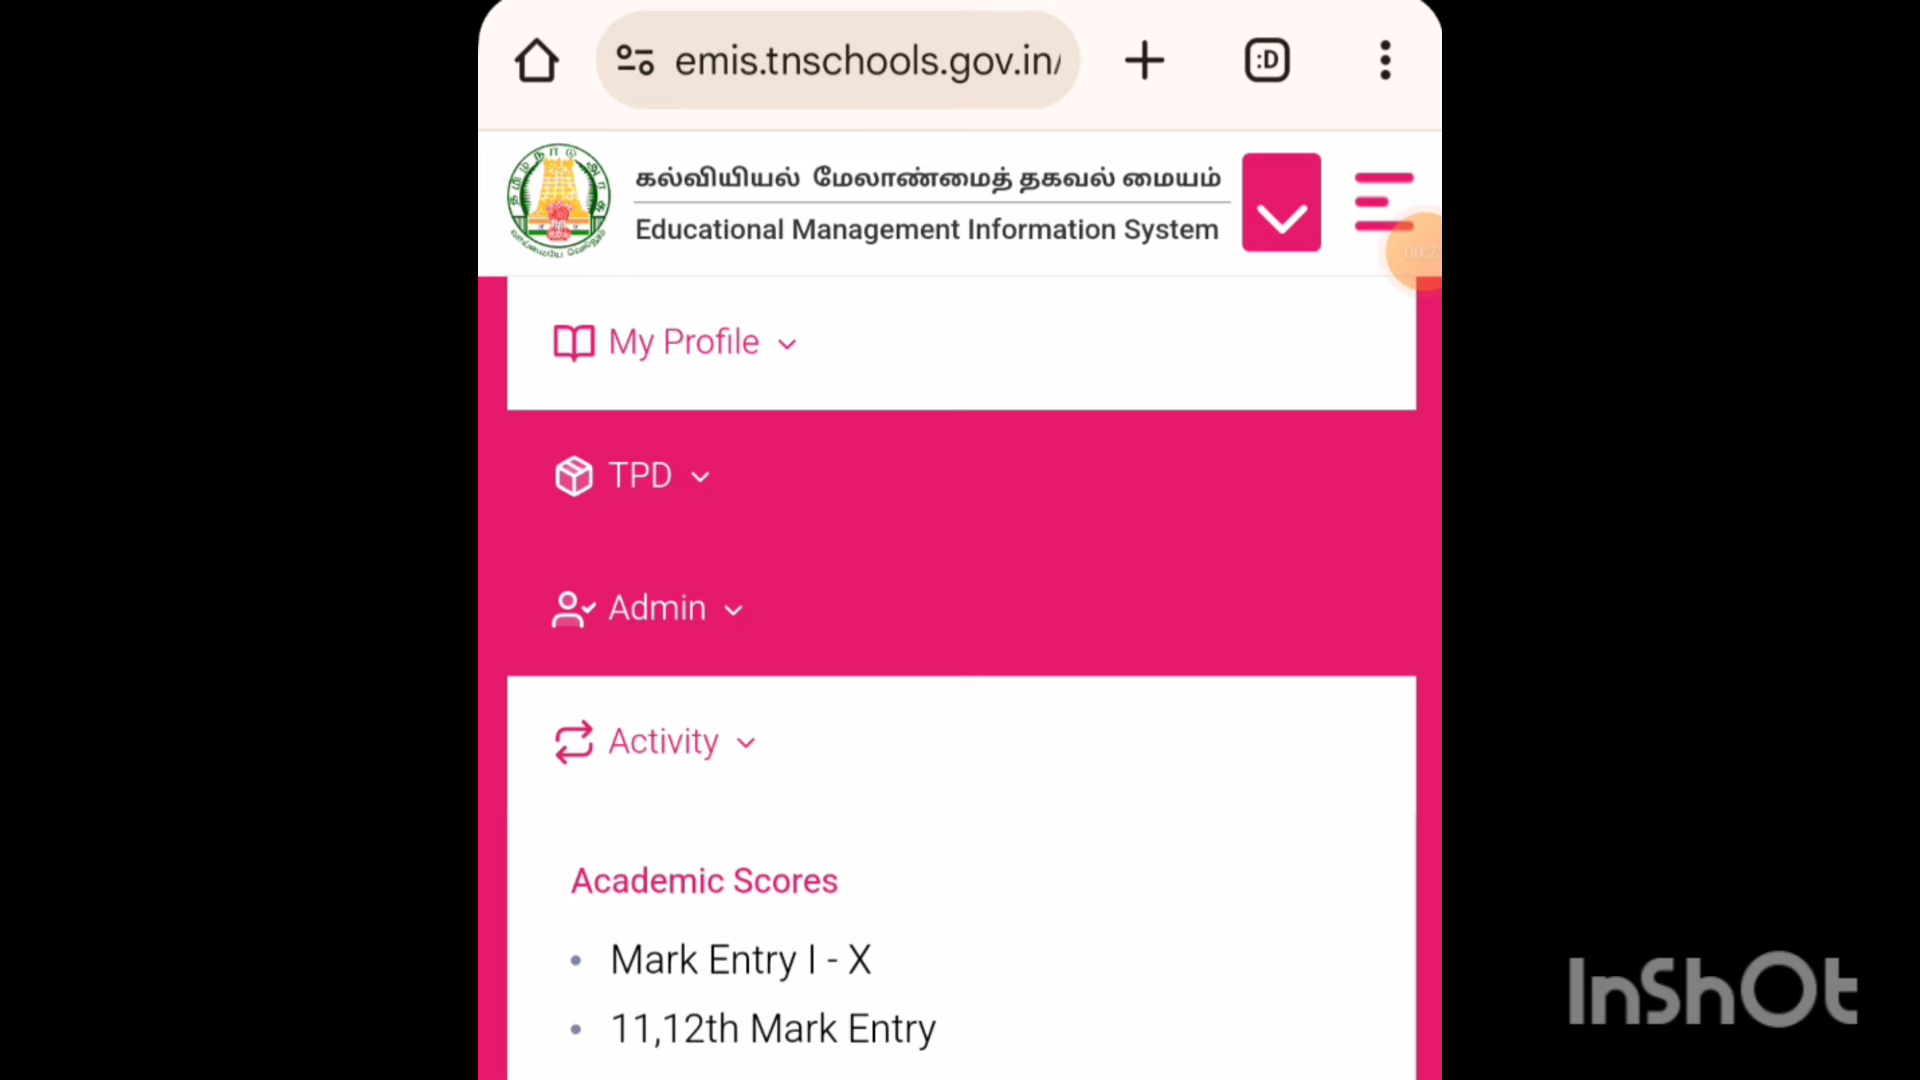 :D
emis.tnschools.gov.in/
கல்வியியல் மேலாண்மைத் தகவல் மையம்
Educational Management Information System
My Profile
TPD
Admin
Activity
Academic Scores
Mark Entry I - X
11,12th Mark Entry
InShOt